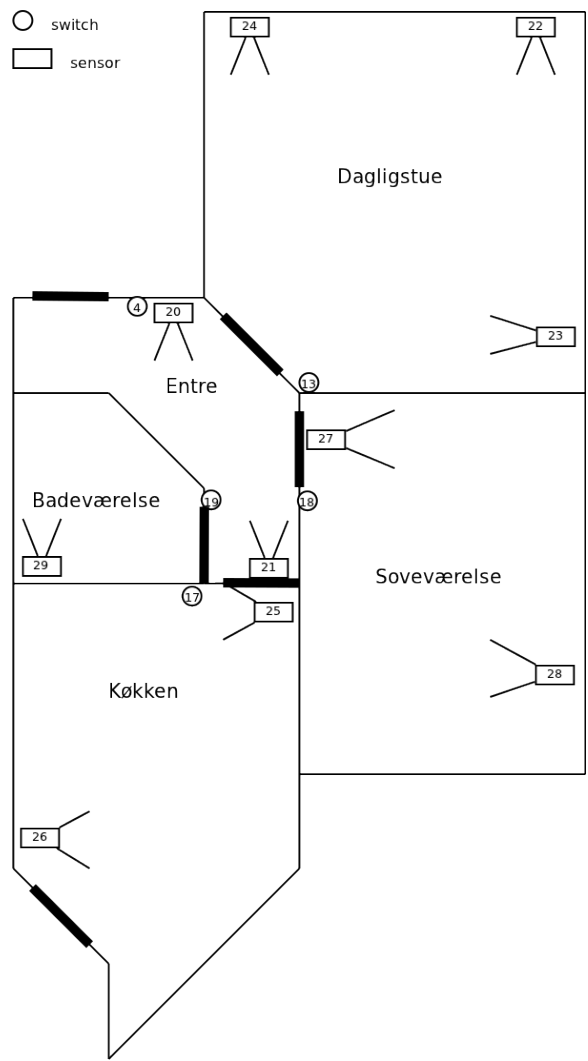 switch
sensor
24
22
Dagligstue
4
20
23
Entre
13
27
Badeværelse
19
18
29
21
Soveværelse
17
25
Køkken
28
26